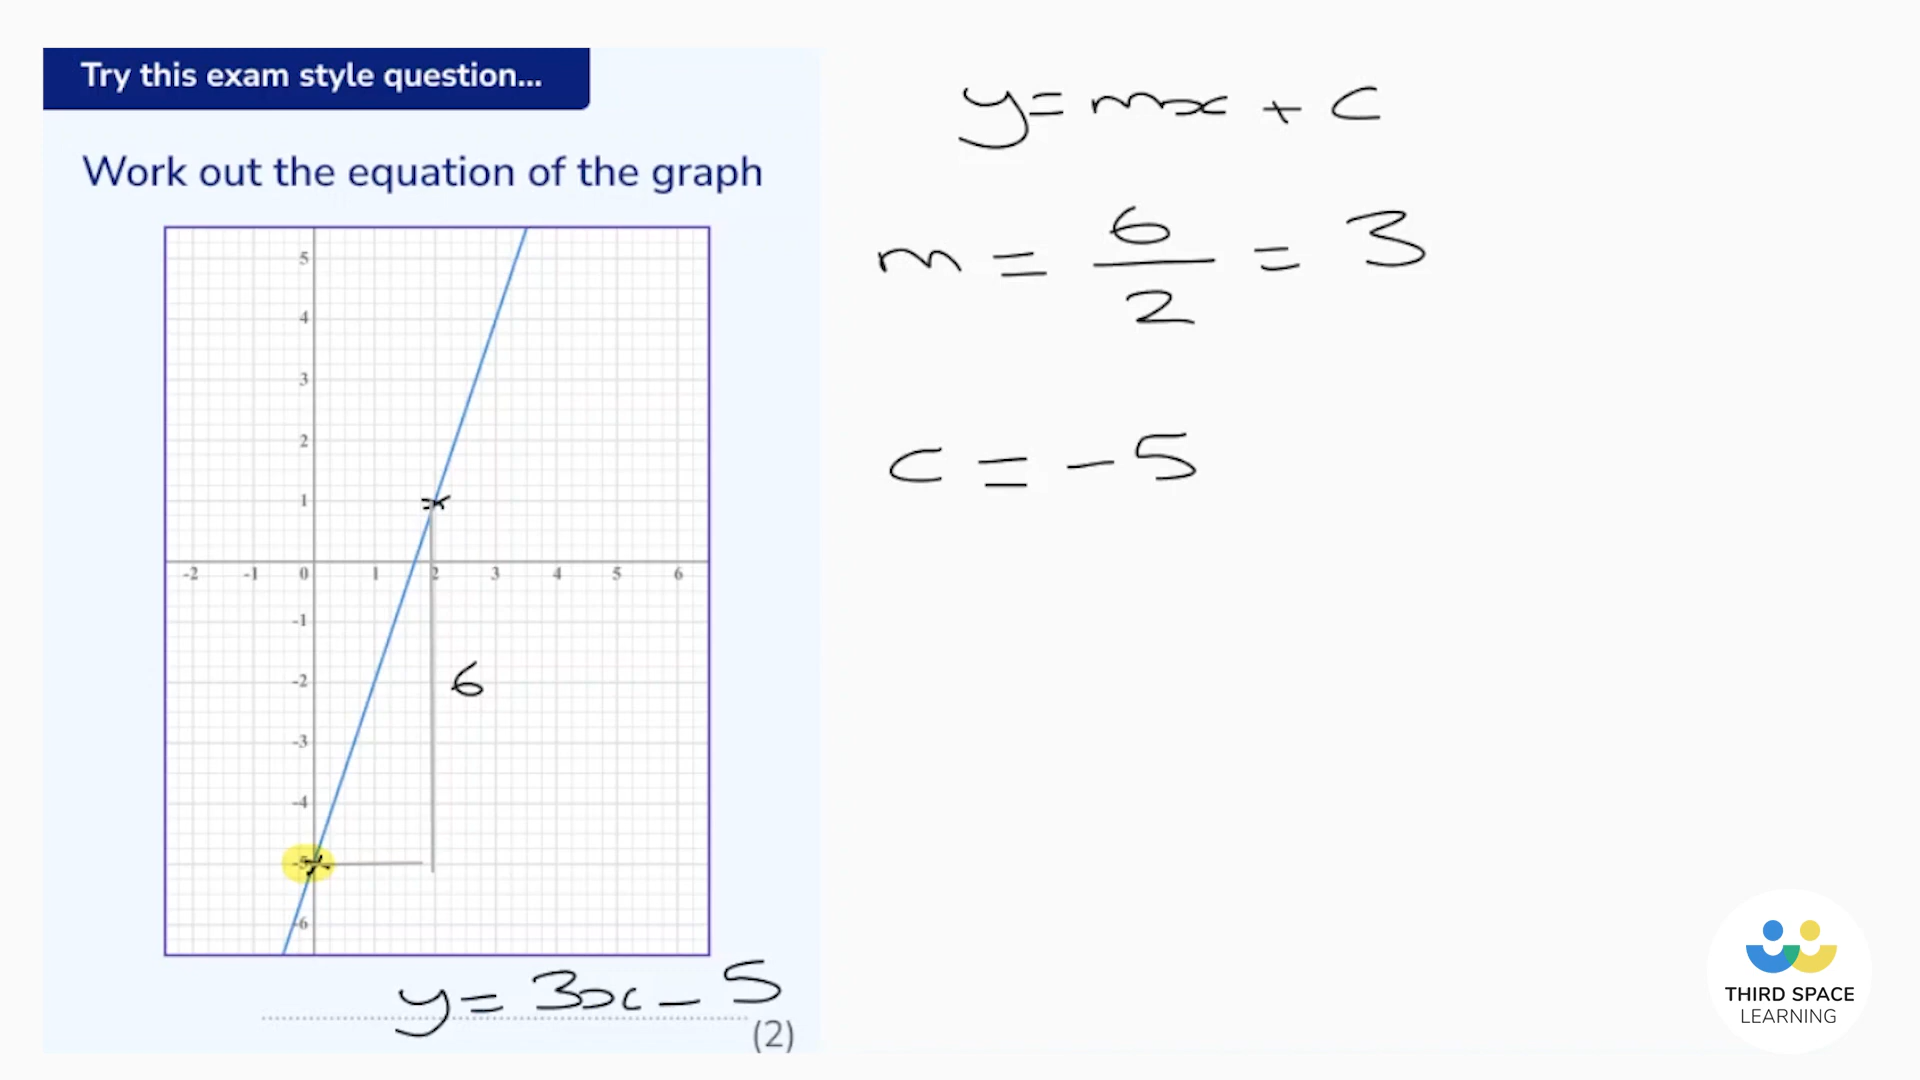 Try this exam style question...
Work out the equation of the graph
5
4
3
2
1
-2 -1 0 1 2 3 4 5 6
-1
-2
6
-3
-4
-5
-6
y = 3x - 5
(2)
y = mx + c
m = 6/2 = 3
c = -5
THIRD SPACE
LEARNING